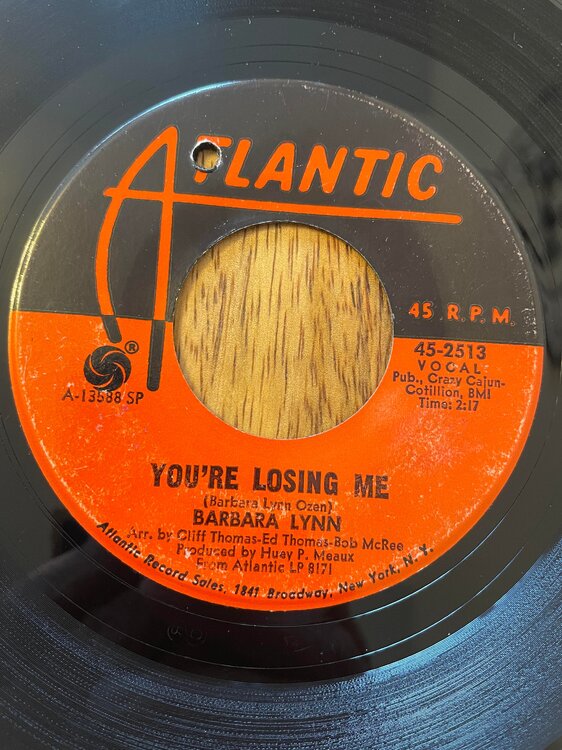 ATLANTIC
45 R.P.M.
®
A-13588 SP
45-2513
VOCAL
Pub., Crazy Cajun-
Cotillion, BMI
Time: 2:17
YOU'RE LOSING ME
(Barbara Lynn Ozen)
BARBARA LYNN
Arr. by Cliff Thomas-Ed Thomas-Bob McRee
Produced by Huey P. Meaux
From Atlantic LP 8171
Atlantic Record Sales, 1841 Broadway, New York, N.Y.